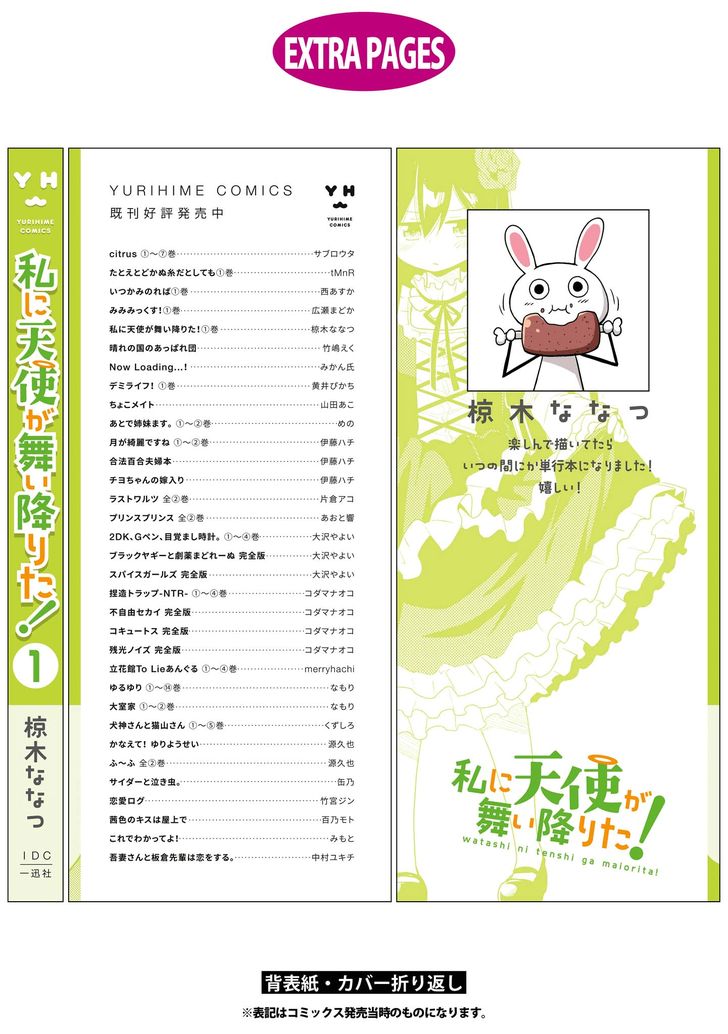 EXTRA PAGES
YH
YURIHIME
COMICS
私に天使が舞い降りた!
1
椋木ななつ
IDC
一迅社
YURIHIME COMICS
既刊好評発売中
YH
YURIHIME
COMICS
citrus ①〜⑦巻 サブロウタ
たとえとどかぬ糸だとしても①巻 tMnR
いつかみのれば①巻 西あすか
みみみっくす!①巻 広瀬まどか
私に天使が舞い降りた!①巻 椋木ななつ
晴れの国のあっぱれ団 竹嶋えく
Now Loading…! みかん氏
デミライフ! ①巻 黄井ぴかち
ちょこメイト 山田あこ
あとで姉妹ます。①〜②巻 めの
月が綺麗ですね ①〜②巻 伊藤ハチ
合法百合夫婦本 伊藤ハチ
チヨちゃんの嫁入り 伊藤ハチ
ラストワルツ 全②巻 片倉アコ
プリンスプリンス 全②巻 あおと響
2DK、Gペン、目覚まし時計。①〜④巻 大沢やよい
ブラックヤギーと劇薬まどれーぬ 完全版 大沢やよい
スパイスガールズ 完全版 大沢やよい
捏造トラップ-NTR- ①〜④巻 コダマナオコ
不自由セカイ 完全版 コダマナオコ
コキュートス 完全版 コダマナオコ
残光ノイズ 完全版 コダマナオコ
立花館To Lieあんぐる ①〜④巻 merryhachi
ゆるゆり ①〜⑭巻 なもり
大室家 ①〜②巻 なもり
犬神さんと猫山さん ①〜⑤巻 くずしろ
かなえて! ゆりようせい 源久也
ふ〜ふ 全②巻 源久也
サイダーと泣き虫。 缶乃
恋愛ログ 竹宮ジン
茜色のキスは屋上で 百乃モト
これでわかってよ! みもと
吾妻さんと板倉先輩は恋をする。 中村ユキチ
椋木ななつ
楽しんで描いてたら
いつの間にか単行本になりました!
嬉しい!
私に天使が
舞い降りた!
watashi ni tenshi ga maiorita!
背表紙・カバー折り返し
※表記はコミックス発売当時のものになります。